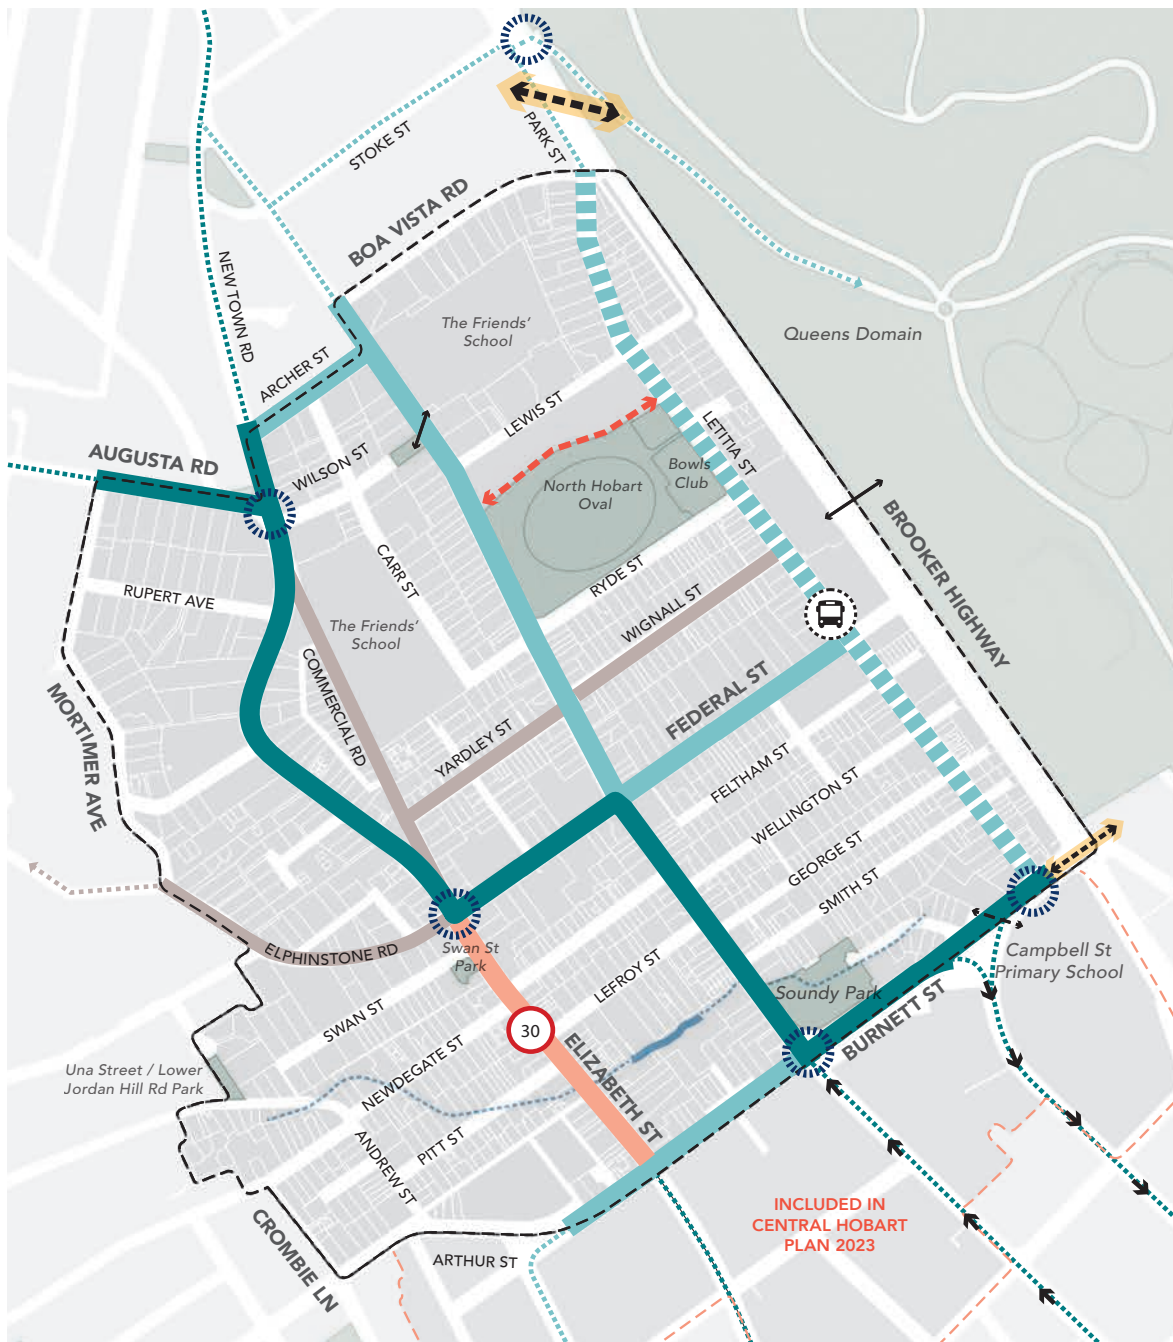 PARK ST
STOKE ST
BOA VISTA RD
NEW TOWN RD
The Friends'
School
Queens Domain
ARCHER ST
LEWIS ST
LETITIA ST
AUGUSTA RD
WILSON ST
Bowls
Club
North Hobart
Oval
BROOKER HIGHWAY
CARR ST
RYDE ST
RUPERT AVE
WIGNALL ST
The Friends'
School
COMMERCIAL RD
FEDERAL ST
MORTIMER AVE
YARDLEY ST
FELTHAM ST
WELLINGTON ST
GEORGE ST
SMITH ST
ELPHINSTONE RD
Swan St
Park
Campbell St
Primary School
LEFROY ST
Soundy Park
SWAN ST
30
BURNETT ST
ELIZABETH ST
Una Street / Lower
Jordan Hill Rd Park
NEWDEGATE ST
PITT ST
ANDREW ST
INCLUDED IN
CENTRAL HOBART
PLAN 2023
CROMBIE LN
ARTHUR ST